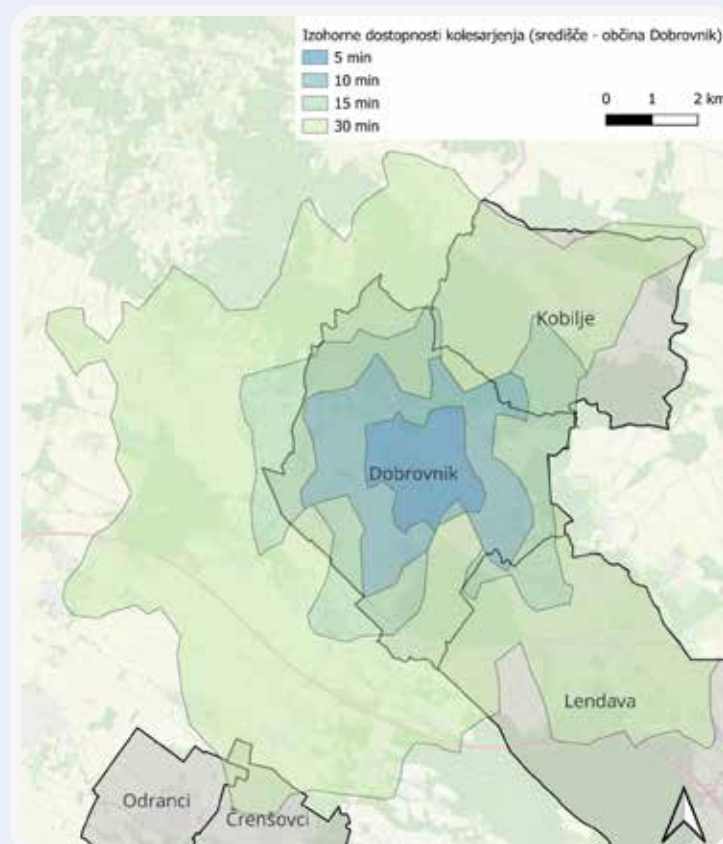 Izohorne dostopnosti kolesarjenja (središče - občina Dobrovnik)
5 min
10 min
15 min
30 min
0 1 2 km
Kobilje
Dobrovnik
Lendava
Odranci
Črenšovci